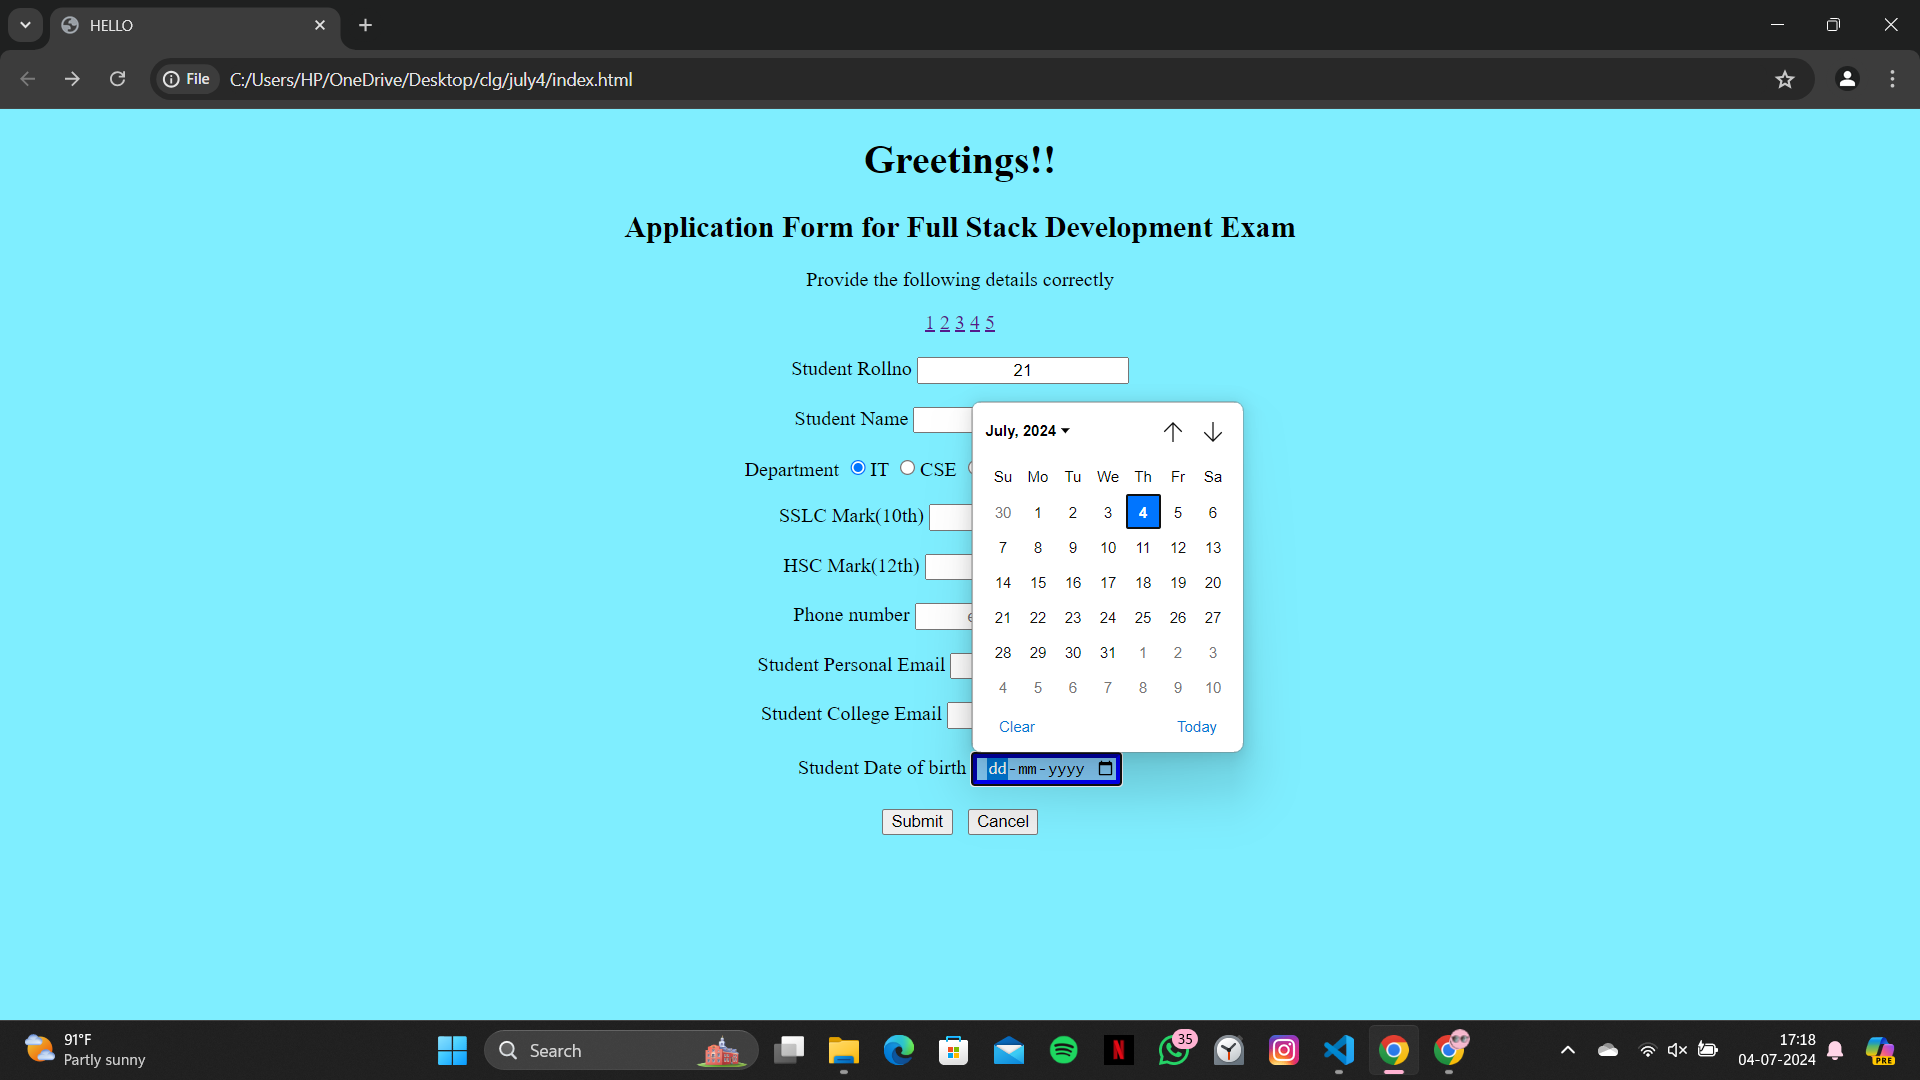 HELLO
File C:/Users/HP/OneDrive/Desktop/clg/july4/index.html
Greetings!!
Application Form for Full Stack Development Exam
Provide the following details correctly
1 2 3 4 5
Student Rollno 21
Student Name
Department IT CSE
SSLC Mark(10th)
HSC Mark(12th)
Phone number
Student Personal Email
Student College Email
July, 2024
Su Mo Tu We Th Fr Sa
30 1 2 3 4 5 6
7 8 9 10 11 12 13
14 15 16 17 18 19 20
21 22 23 24 25 26 27
28 29 30 31 1 2 3
4 5 6 7 8 9 10
Clear Today
Student Date of birth dd-mm-yyyy
Submit Cancel
91°F
Partly sunny
Search
N
35
PRE
17:18
04-07-2024